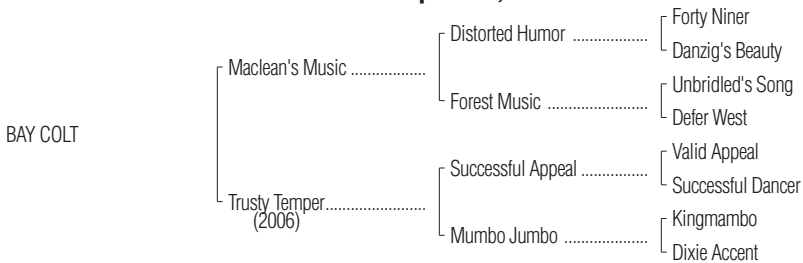 Forty Niner
Distorted Humor ..................
Danzig's Beauty
Maclean's Music ..................
Unbridled's Song
Forest Music ........................
Defer West
BAY COLT
Valid Appeal
Successful Appeal ................
Successful Dancer
Trusty Temper........................
(2006)
Kingmambo
Mumbo Jumbo ....................
Dixie Accent